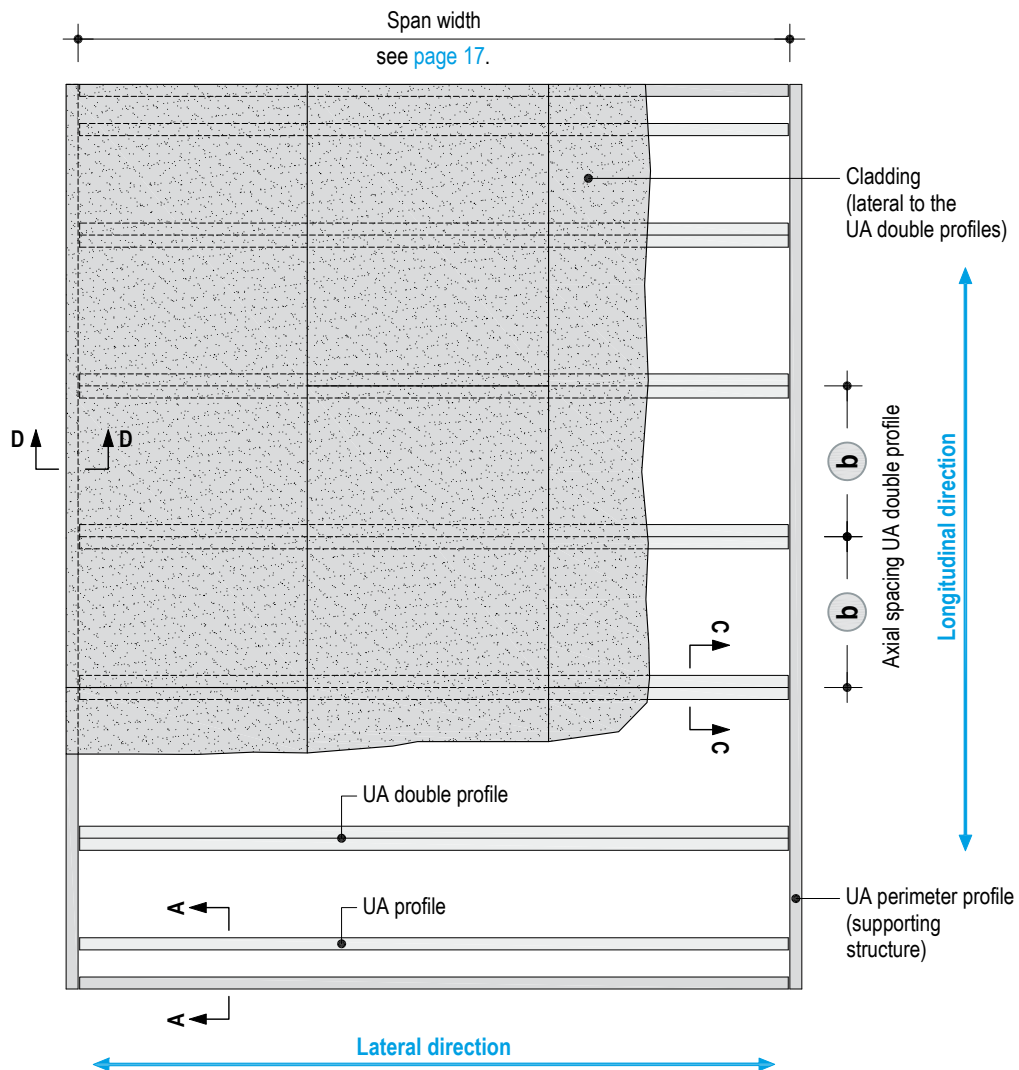 Span width
see page 17.
Cladding
(lateral to the
UA double profiles)
D
D
b
b
Axial spacing UA double profile
Longitudinal direction
C
C
UA double profile
A
UA profile
UA perimeter profile
(supporting
structure)
A
Lateral direction